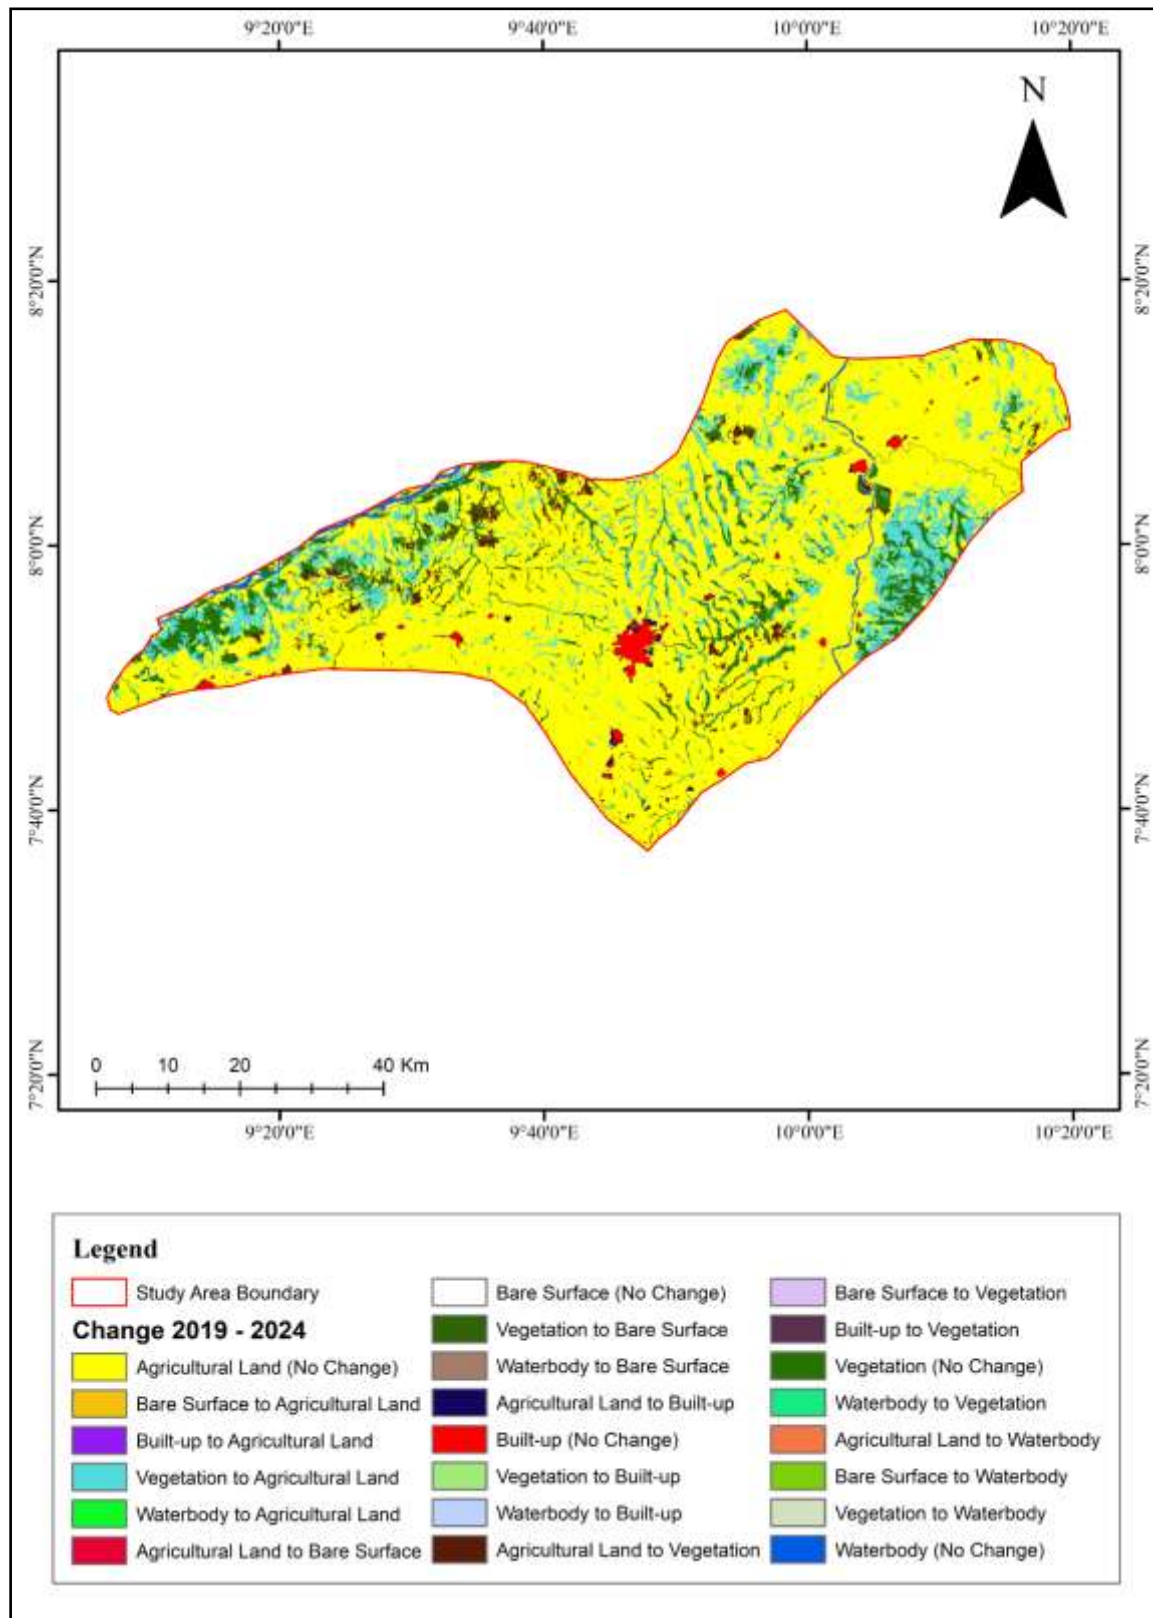 9°20'0"E 9°40'0"E 10°0'0"E 10°20'0"E
N
8°20'0"N 8°20'0"N
8°0'0"N 8°0'0"N
7°40'0"N 7°40'0"N
7°20'0"N 7°20'0"N
0 10 20 40 Km
9°20'0"E 9°40'0"E 10°0'0"E 10°20'0"E
Legend
Study Area Boundary
Change 2019 - 2024
Agricultural Land (No Change)
Bare Surface to Agricultural Land
Built-up to Agricultural Land
Vegetation to Agricultural Land
Waterbody to Agricultural Land
Agricultural Land to Bare Surface
Bare Surface (No Change)
Vegetation to Bare Surface
Waterbody to Bare Surface
Agricultural Land to Built-up
Built-up (No Change)
Vegetation to Built-up
Waterbody to Built-up
Agricultural Land to Vegetation
Bare Surface to Vegetation
Built-up to Vegetation
Vegetation (No Change)
Waterbody to Vegetation
Agricultural Land to Waterbody
Bare Surface to Waterbody
Vegetation to Waterbody
Waterbody (No Change)